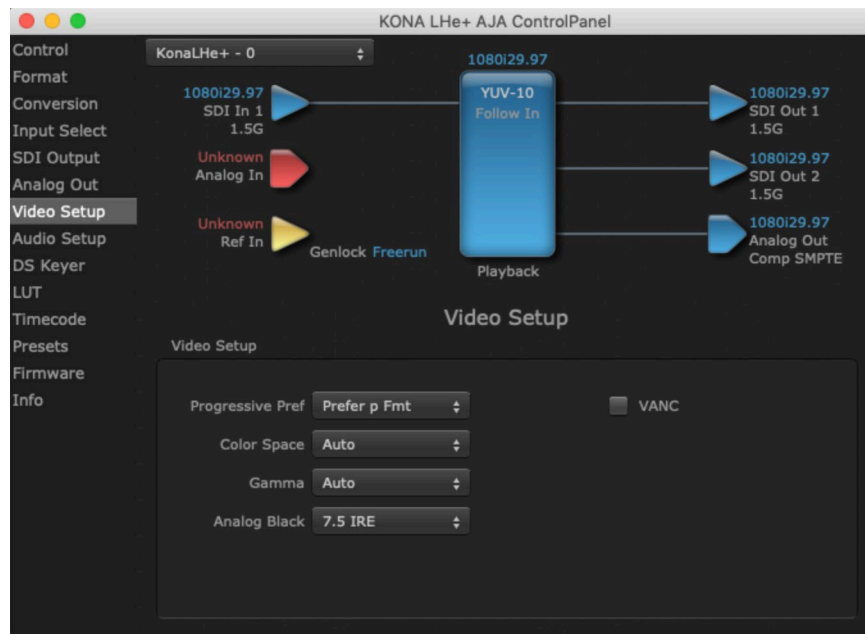 KONA LHe+ AJA ControlPanel
Control
Format
Conversion
Input Select
SDI Output
Analog Out
Video Setup
Audio Setup
DS Keyer
LUT
Timecode
Presets
Firmware
Info
KonaLHe+ - 0
1080i29.97
SDI In 1
1.5G
Unknown
Analog In
Unknown
Ref In
Genlock Freerun
1080i29.97
YUV-10
Follow In
Playback
1080i29.97
SDI Out 1
1.5G
1080i29.97
SDI Out 2
1.5G
1080i29.97
Analog Out
Comp SMPTE
Video Setup
Video Setup
Progressive Pref Prefer p Fmt
VANC
Color Space Auto
Gamma Auto
Analog Black 7.5 IRE